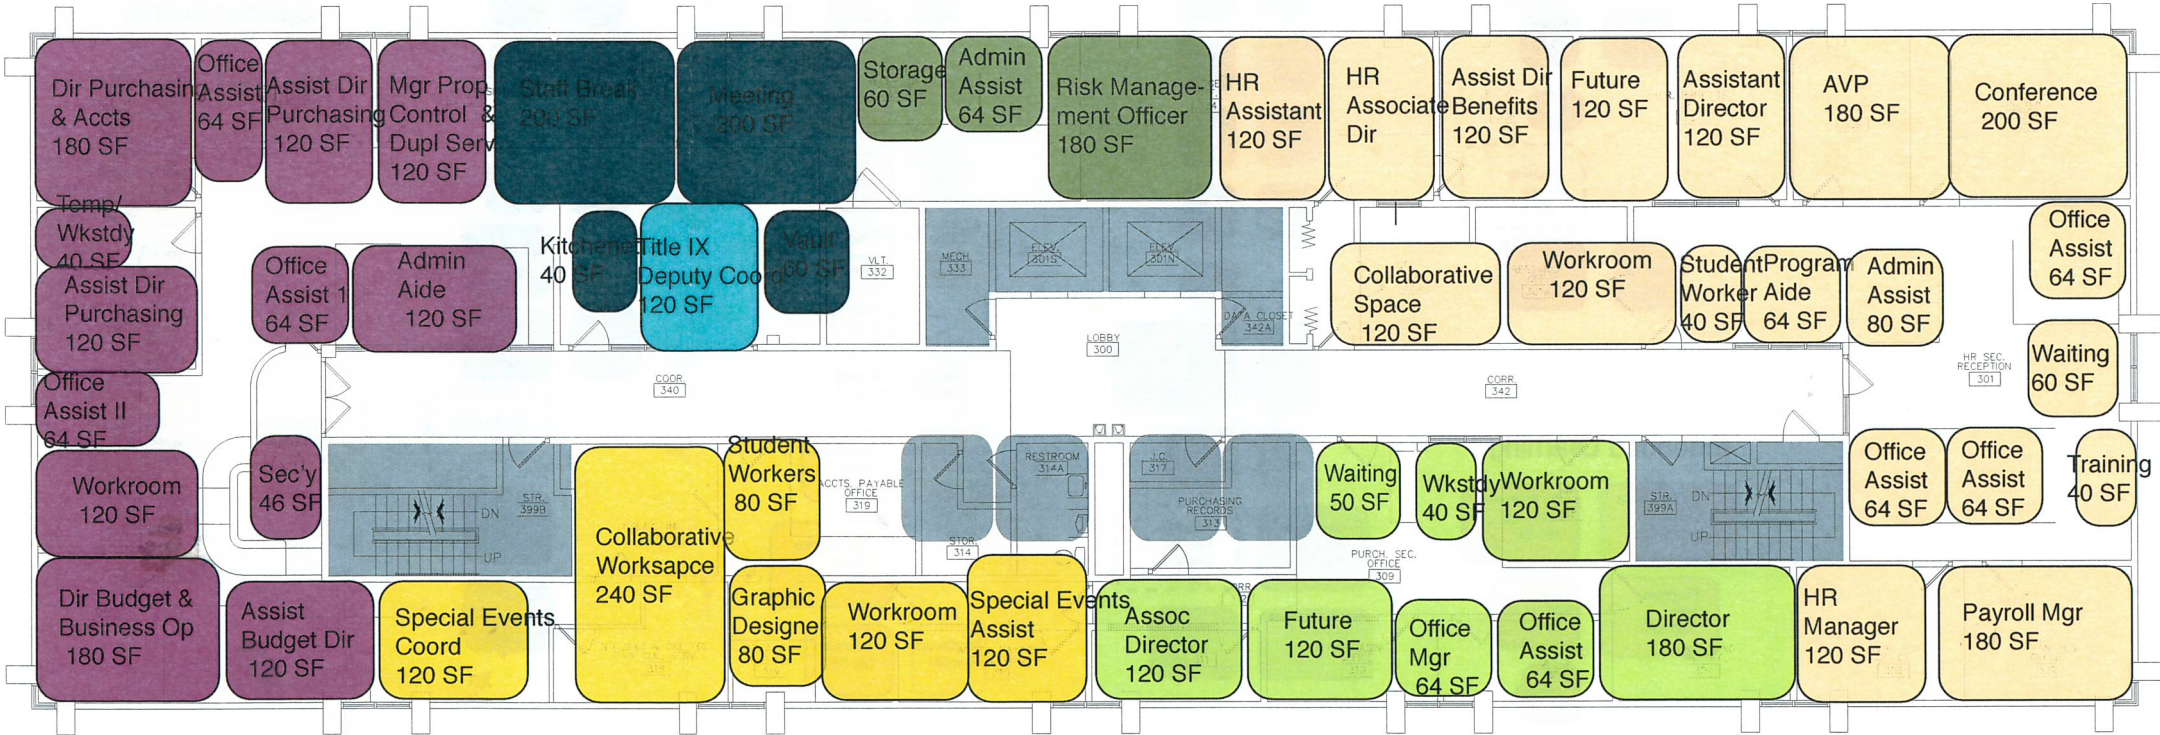 Dir Purchasing
& Accts
180 SF
Office
Assist
64 SF
Assist Dir
Purchasing
120 SF
Mgr Prop
Control &
Dupl Serv
120 SF
Staff Break
200 SF
Meeting
300 SF
Storage
60 SF
Admin
Assist
64 SF
Risk Manage-
ment Officer
180 SF
HR
Assistant
120 SF
HR
Associate
Dir
Assist Dir
Benefits
120 SF
Future
120 SF
Assistant
Director
120 SF
AVP
180 SF
Conference
200 SF
Temp/
Wkstdy
40 SF
Office
Assist 1
64 SF
Admin
Aide
120 SF
Kitchenet
40 SF
Title IX
Deputy Coord
120 SF
Vault
60 SF
VLT.
332
MECH.
333
ELEV.
301S
ELEV.
301N
DATA CLOSET
342A
Collaborative
Space
120 SF
Workroom
120 SF
Student
Worker
40 SF
Program
Aide
64 SF
Admin
Assist
80 SF
Office
Assist
64 SF
Assist Dir
Purchasing
120 SF
LOBBY
300
COOR.
340
CORR.
342
HR SEC.
RECEPTION
301
Waiting
60 SF
Office
Assist II
64 SF
Workroom
120 SF
Sec'y
46 SF
STR.
399B
DN
UP
Collaborative
Worksapce
240 SF
Student
Workers
80 SF
ACCTS. PAYABLE
OFFICE
319
STOR.
314
RESTROOM
314A
J.C.
317
PURCHASING
RECORDS
313
Waiting
50 SF
Wkstdy
40 SF
Workroom
120 SF
PURCH. SEC.
OFFICE
309
STR.
399A
DN
UP
Office
Assist
64 SF
Office
Assist
64 SF
Training
40 SF
Dir Budget &
Business Op
180 SF
Assist
Budget Dir
120 SF
Special Events
Coord
120 SF
Graphic
Designe
80 SF
Workroom
120 SF
Special Events
Assist
120 SF
Assoc
Director
120 SF
Future
120 SF
Office
Mgr
64 SF
Office
Assist
64 SF
Director
180 SF
HR
Manager
120 SF
Payroll Mgr
180 SF